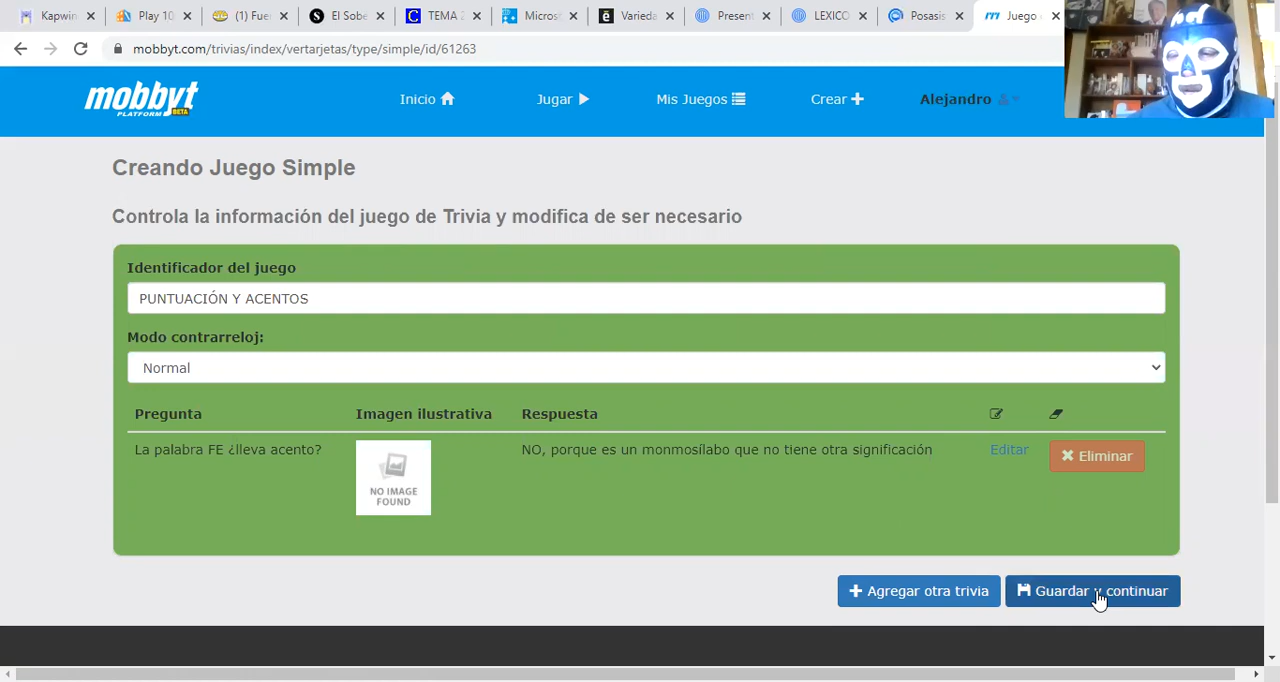 Kapwin
Play 10
(1) Fue
El Sobe
TEMA 2
Micros
Varieda
Present
LEXICO
Posasis
Juego
mobbyt.com/trivias/index/vertarjetas/type/simple/id/61263
mobbyt
BETA
PLATFORM
Inicio
Jugar
Mis Juegos
Crear
Alejandro
Creando Juego Simple
Controla la información del juego de Trivia y modifica de ser necesario
Identificador del juego
PUNTUACIÓN Y ACENTOS
Modo contrarreloj:
Normal
Pregunta Imagen ilustrativa Respuesta
La palabra FE ¿lleva acento?
NO IMAGE
FOUND
NO, porque es un monmosílabo que no tiene otra significación
Editar
Eliminar
Agregar otra trivia
Guardar y continuar